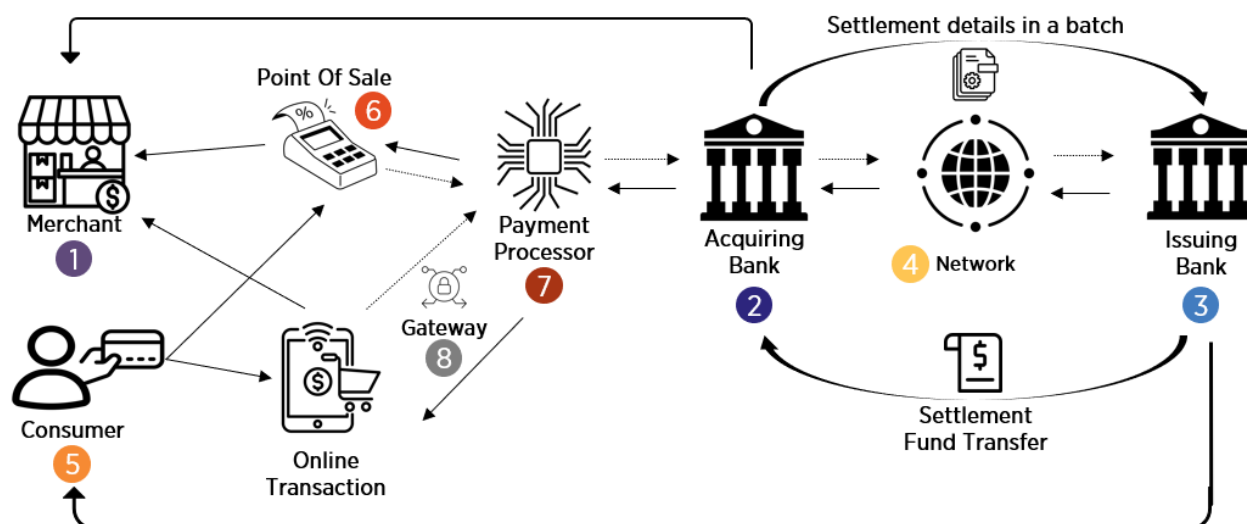 Settlement details in a batch
Point Of Sale
6
%
$
Merchant
1
Payment
Processor
7
Acquiring
Bank
2
4 Network
Issuing
Bank
3
Gateway
8
$
$
Consumer
5
Online
Transaction
Settlement
Fund Transfer